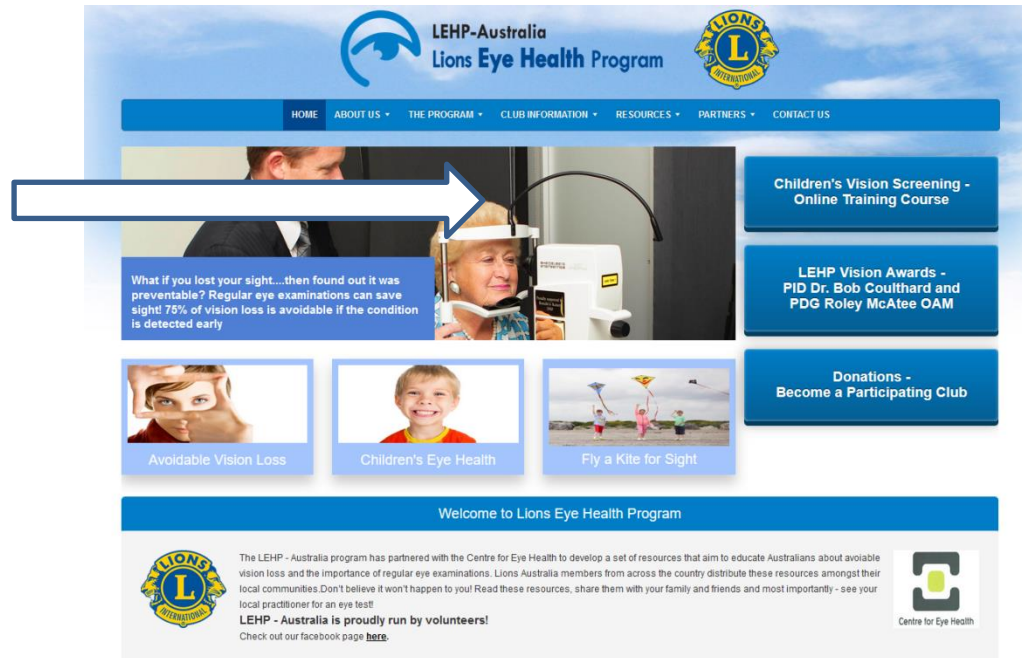 LEHP-Australia
Lions Eye Health Program
LIONS
L
INTERNATIONAL
HOME ABOUT US THE PROGRAM CLUB INFORMATION RESOURCES PARTNERS CONTACT US
What if you lost your sight....then found out it was
preventable? Regular eye examinations can save
sight! 75% of vision loss is avoidable if the condition
is detected early
Children's Vision Screening -
Online Training Course
LEHP Vision Awards -
PID Dr. Bob Coulthard and
PDG Roley McAtee OAM
Donations -
Become a Participating Club
Avoidable Vision Loss
Children's Eye Health
Fly a Kite for Sight
Welcome to Lions Eye Health Program
LIONS
L
INTERNATIONAL
The LEHP - Australia program has partnered with the Centre for Eye Health to develop a set of resources that aim to educate Australians about avoiable
vision loss and the importance of regular eye examinations. Lions Australia members from across the country distribute these resources amongst their
local communities.Don't believe it won't happen to you! Read these resources, share them with your family and friends and most importantly - see your
local practitioner for an eye test!
LEHP - Australia is proudly run by volunteers!
Check out our facebook page here.
Centre for Eye Health